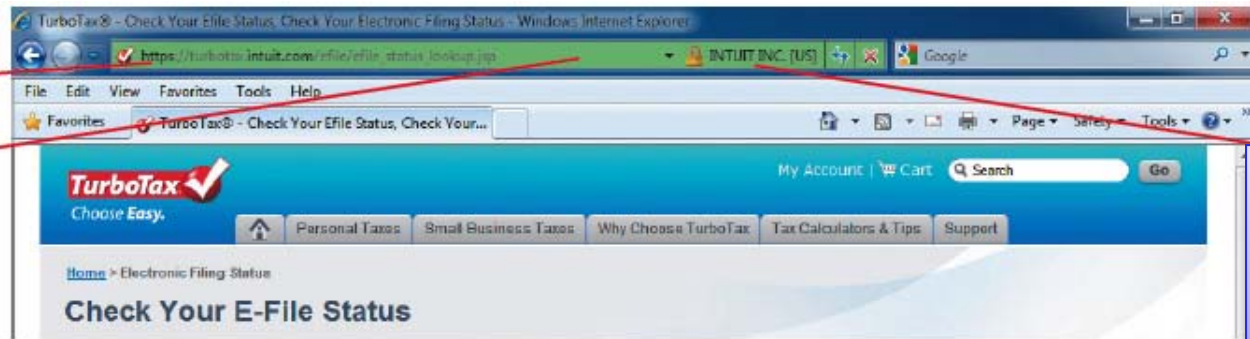 TurboTax® - Check Your Efile Status, Check Your Electronic Filing Status - Windows Internet Explorer
https://turbotax.intuit.com/efile/efile_status_lookup.jsp INTUIT INC. [US] Google
File Edit View Favorites Tools Help
Favorites TurboTax® - Check Your Efile Status, Check Your... Page Safety Tools
TurboTax
Choose Easy.
My Account | Cart Search Go
Personal Taxes Small Business Taxes Why Choose TurboTax Tax Calculators & Tips Support
Home > Electronic Filing Status
Check Your E-File Status